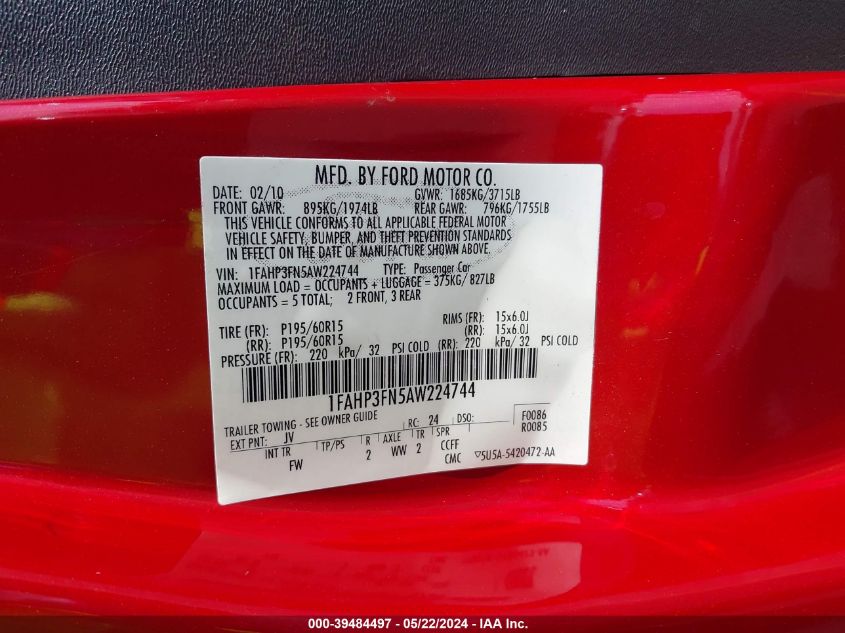 MFD. BY FORD MOTOR CO.
DATE: 02/10 GVWR: 1685KG/3715LB
FRONT GAWR: 895KG/1974LB REAR GAWR: 796KG/1755LB
THIS VEHICLE CONFORMS TO ALL APPLICABLE FEDERAL MOTOR
VEHICLE SAFETY, BUMPER, AND THEFT PREVENTION STANDARDS
IN EFFECT ON THE DATE OF MANUFACTURE SHOWN ABOVE.
VIN: 1FAHP3FN5AW224744 TYPE: Passenger Car
MAXIMUM LOAD = OCCUPANTS + LUGGAGE = 375KG/ 827LB
OCCUPANTS = 5 TOTAL; 2 FRONT, 3 REAR
TIRE (FR): P195/60R15 RIMS (FR): 15x6.0J
(RR): P195/60R15 (RR): 15x6.0J
PRESSURE (FR): 220 kPa/ 32 PSI COLD (RR): 220 kPa/ 32 PSI COLD
1FAHP3FN5AW224744
TRAILER TOWING - SEE OWNER GUIDE RC: 24 DSO: F0086
EXT PNT: JV R0085
INT TR TP/PS R AXLE TR SPR
FW 2 WW 2 CCFF
CMC ▽5U5A-5420472-AA
000-39484497 - 05/22/2024 - IAA Inc.